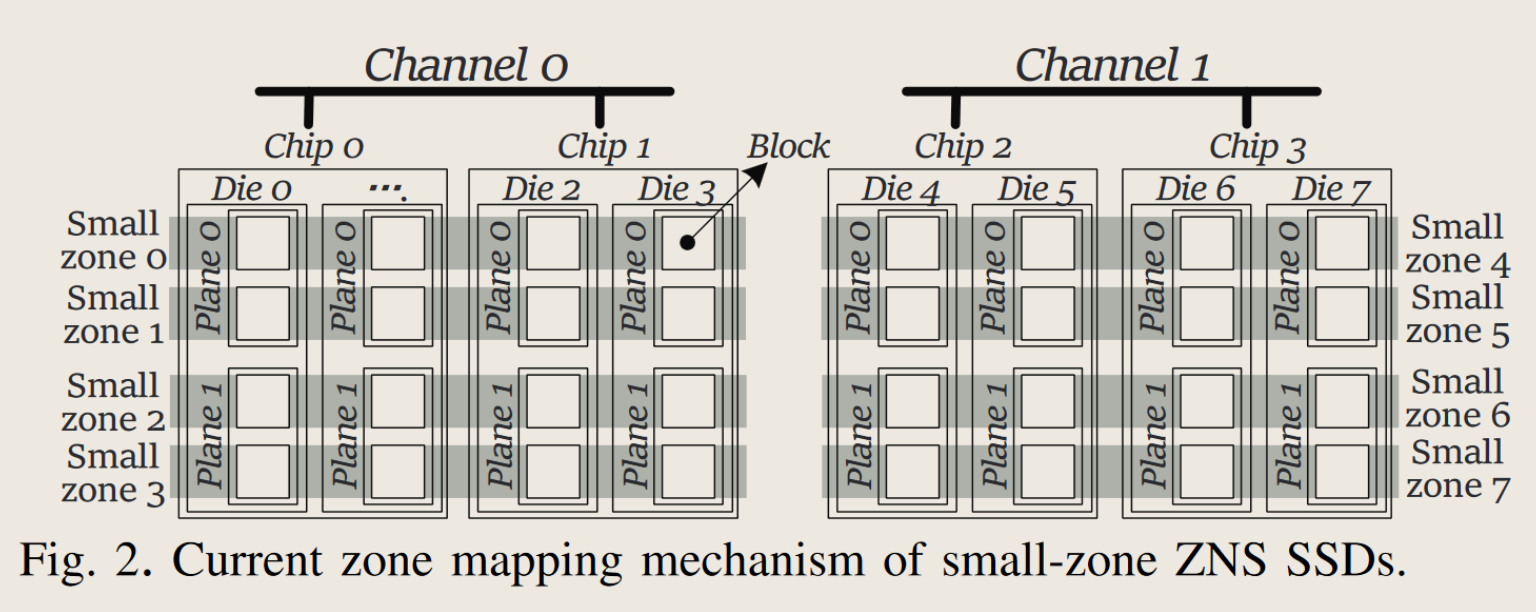 Channel 0
Channel 1
Chip 0
Chip 1
Block
Chip 2
Chip 3
Die 0
....
Die 2
Die 3
Die 4
Die 5
Die 6
Die 7
Small
zone 0
Plane 0
Plane 0
Plane 0
Plane 0
Plane 0
Plane 0
Plane 0
Plane 0
Small
zone 4
Small
zone 1
Small
zone 5
Small
zone 2
Plane 1
Plane 1
Plane 1
Plane 1
Plane 1
Plane 1
Plane 1
Plane 1
Small
zone 6
Small
zone 3
Small
zone 7
Fig. 2. Current zone mapping mechanism of small-zone ZNS SSDs.